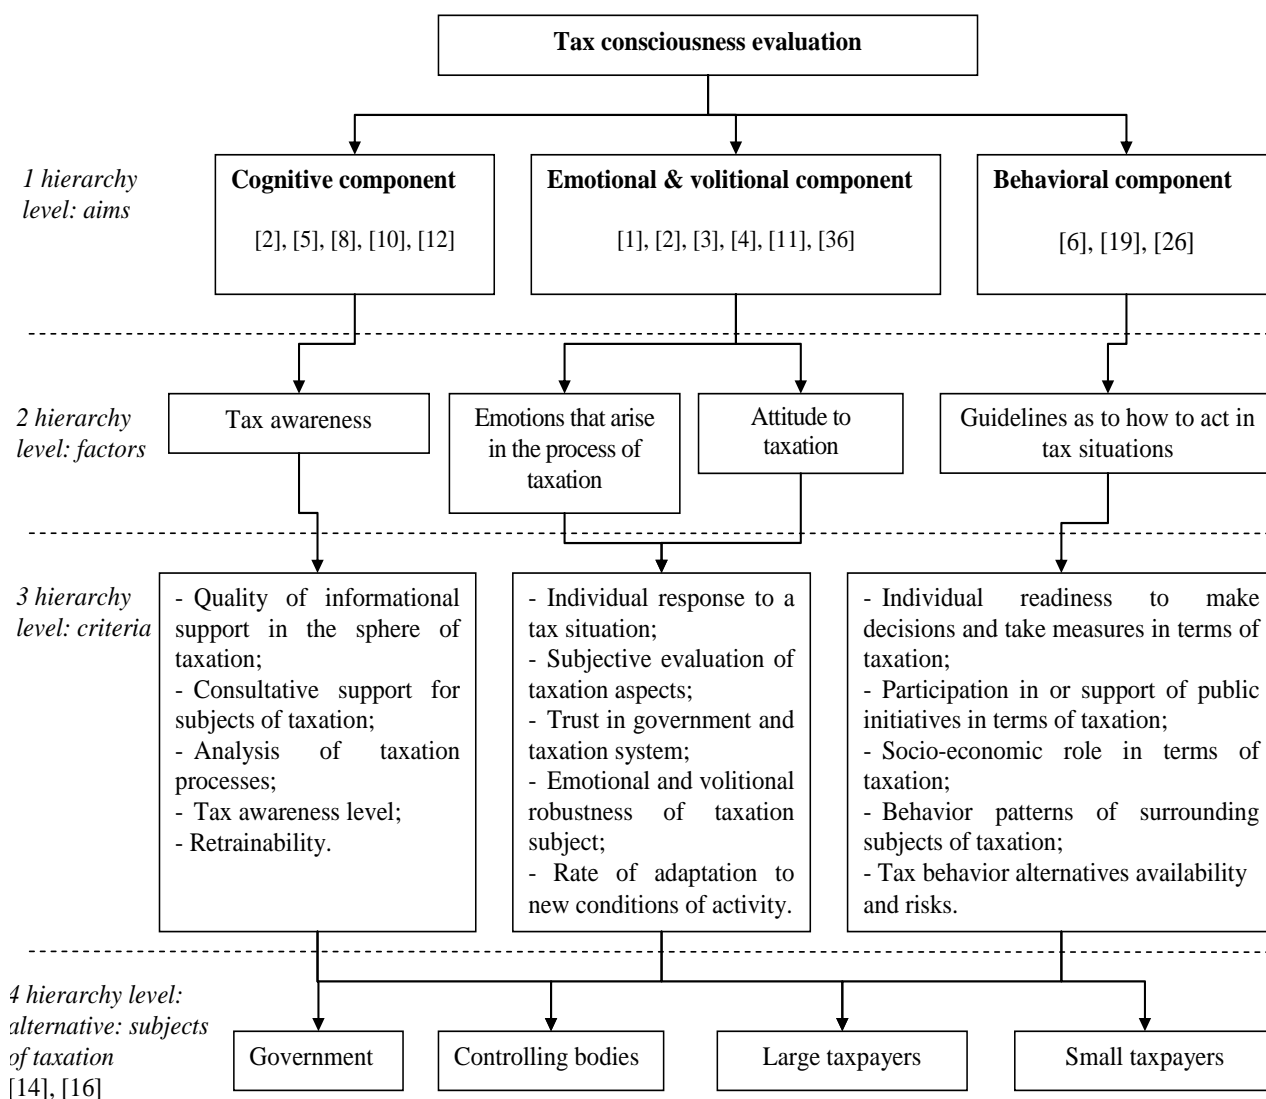 Tax consciousness evaluation
1 hierarchy
level: aims
Cognitive component
[2], [5], [8], [10], [12]
Emotional & volitional component
[1], [2], [3], [4], [11], [36]
Behavioral component
[6], [19], [26]
2 hierarchy
level: factors
Tax awareness
Emotions that arise
in the process of
taxation
Attitude to
taxation
Guidelines as to how to act in
tax situations
3 hierarchy
level: criteria
- Quality of informational
support in the sphere of
taxation;
- Consultative support for
subjects of taxation;
- Analysis of taxation
processes;
- Tax awareness level;
- Retrainability.
- Individual response to a
tax situation;
- Subjective evaluation of
taxation aspects;
- Trust in government and
taxation system;
- Emotional and volitional
robustness of taxation
subject;
- Rate of adaptation to
new conditions of activity.
- Individual readiness to make
decisions and take measures in terms of
taxation;
- Participation in or support of public
initiatives in terms of taxation;
- Socio-economic role in terms of
taxation;
- Behavior patterns of surrounding
subjects of taxation;
- Tax behavior alternatives availability
and risks.
4 hierarchy level:
alternative: subjects
of taxation
[14], [16]
Government
Controlling bodies
Large taxpayers
Small taxpayers